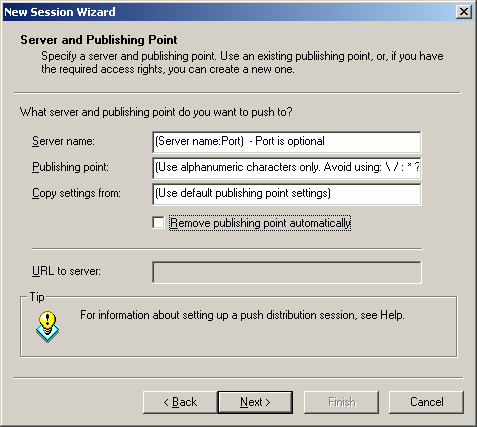 New Session Wizard
Server and Publishing Point
Specify a server and publishing point. Use an existing publiishing point, or, if you have
the required access rights, you can create a new one.
What server and publishing point do you want to push to?
Server name: (Server name:Port) - Port is optional
Publishing point: (Use alphanumeric characters only. Avoid using: \ / : * ?
Copy settings from: (Use default publishing point settings)
Remove publishing point automatically
URL to server:
Tip
For information about setting up a push distribution session, see Help.
< Back Next > Finish Cancel